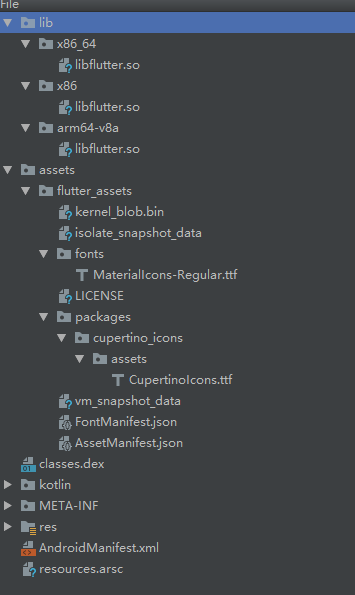 File
lib
x86_64
libflutter.so
x86
libflutter.so
arm64-v8a
libflutter.so
assets
flutter_assets
kernel_blob.bin
isolate_snapshot_data
fonts
MaterialIcons-Regular.ttf
LICENSE
packages
cupertino_icons
assets
CupertinoIcons.ttf
vm_snapshot_data
FontManifest.json
AssetManifest.json
classes.dex
kotlin
META-INF
res
AndroidManifest.xml
resources.arsc